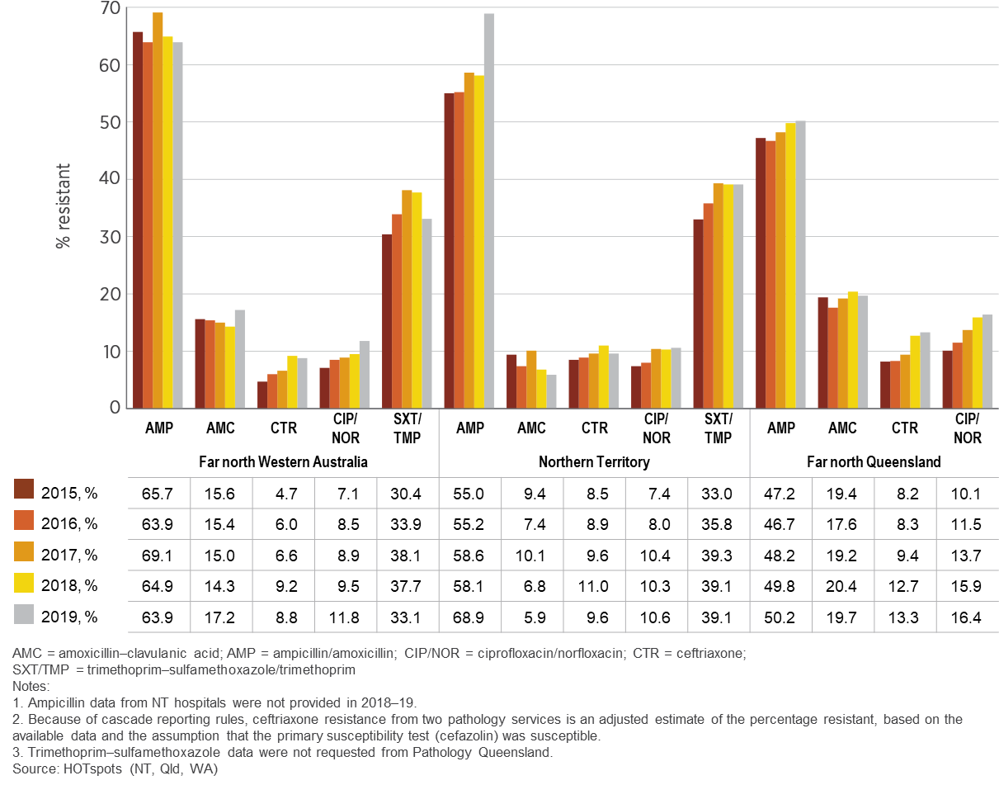 70
60
50
40
30
20
10
0
% resistant
AMP AMC CTR CIP/NOR SXT/TMP AMP AMC CTR CIP/NOR SXT/TMP AMP AMC CTR CIP/NOR
Far north Western Australia Northern Territory Far north Queensland
2015, % 65.7 15.6 4.7 7.1 30.4 55.0 9.4 8.5 7.4 33.0 47.2 19.4 8.2 10.1
2016, % 63.9 15.4 6.0 8.5 33.9 55.2 7.4 8.9 8.0 35.8 46.7 17.6 8.3 11.5
2017, % 69.1 15.0 6.6 8.9 38.1 58.6 10.1 9.6 10.4 39.3 48.2 19.2 9.4 13.7
2018, % 64.9 14.3 9.2 9.5 37.7 58.1 6.8 11.0 10.3 39.1 49.8 20.4 12.7 15.9
2019, % 63.9 17.2 8.8 11.8 33.1 68.9 5.9 9.6 10.6 39.1 50.2 19.7 13.3 16.4
AMC = amoxicillin–clavulanic acid; AMP = ampicillin/amoxicillin; CIP/NOR = ciprofloxacin/norfloxacin; CTR = ceftriaxone;
SXT/TMP = trimethoprim–sulfamethoxazole/trimethoprim
Notes:
1. Ampicillin data from NT hospitals were not provided in 2018–19.
2. Because of cascade reporting rules, ceftriaxone resistance from two pathology services is an adjusted estimate of the percentage resistant, based on the
available data and the assumption that the primary susceptibility test (cefazolin) was susceptible.
3. Trimethoprim–sulfamethoxazole data were not requested from Pathology Queensland.
Source: HOTspots (NT, Qld, WA)